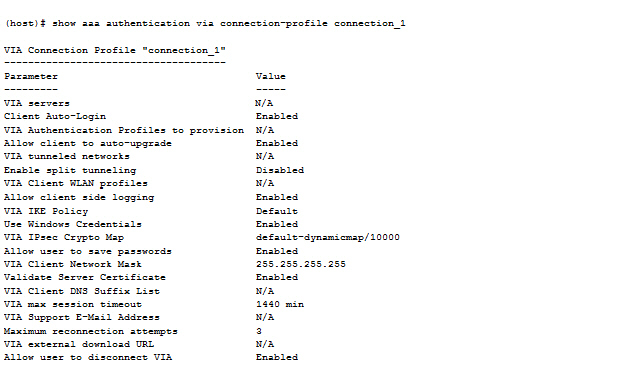 (host)# show aaa authentication via connection-profile connection_1
VIA Connection Profile "connection_1"
-------------------------------------
Parameter Value
--------- -----
VIA servers N/A
Client Auto-Login Enabled
VIA Authentication Profiles to provision N/A
Allow client to auto-upgrade Enabled
VIA tunneled networks N/A
Enable split tunneling Disabled
VIA Client WLAN profiles N/A
Allow client side logging Enabled
VIA IKE Policy Default
Use Windows Credentials Enabled
VIA IPsec Crypto Map default-dynamicmap/10000
Allow user to save passwords Enabled
VIA Client Network Mask 255.255.255.255
Validate Server Certificate Enabled
VIA Client DNS Suffix List N/A
VIA max session timeout 1440 min
VIA Support E-Mail Address N/A
Maximum reconnection attempts 3
VIA external download URL N/A
Allow user to disconnect VIA Enabled